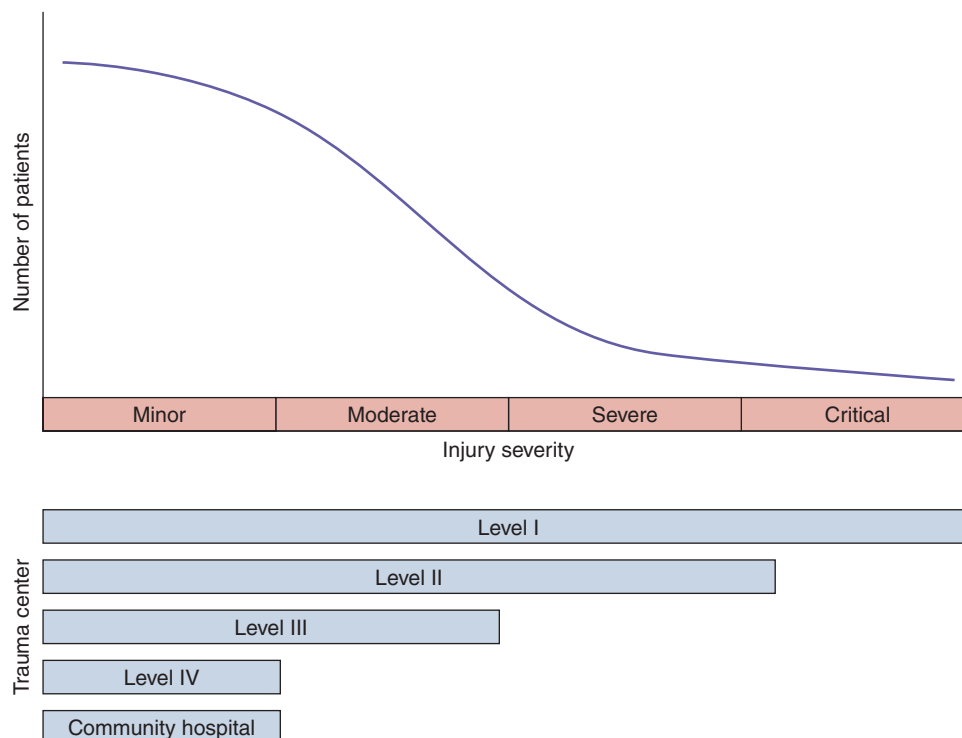 Number of patients
Minor
Moderate
Severe
Critical
Injury severity
Trauma center
Level I
Level II
Level III
Level IV
Community hospital